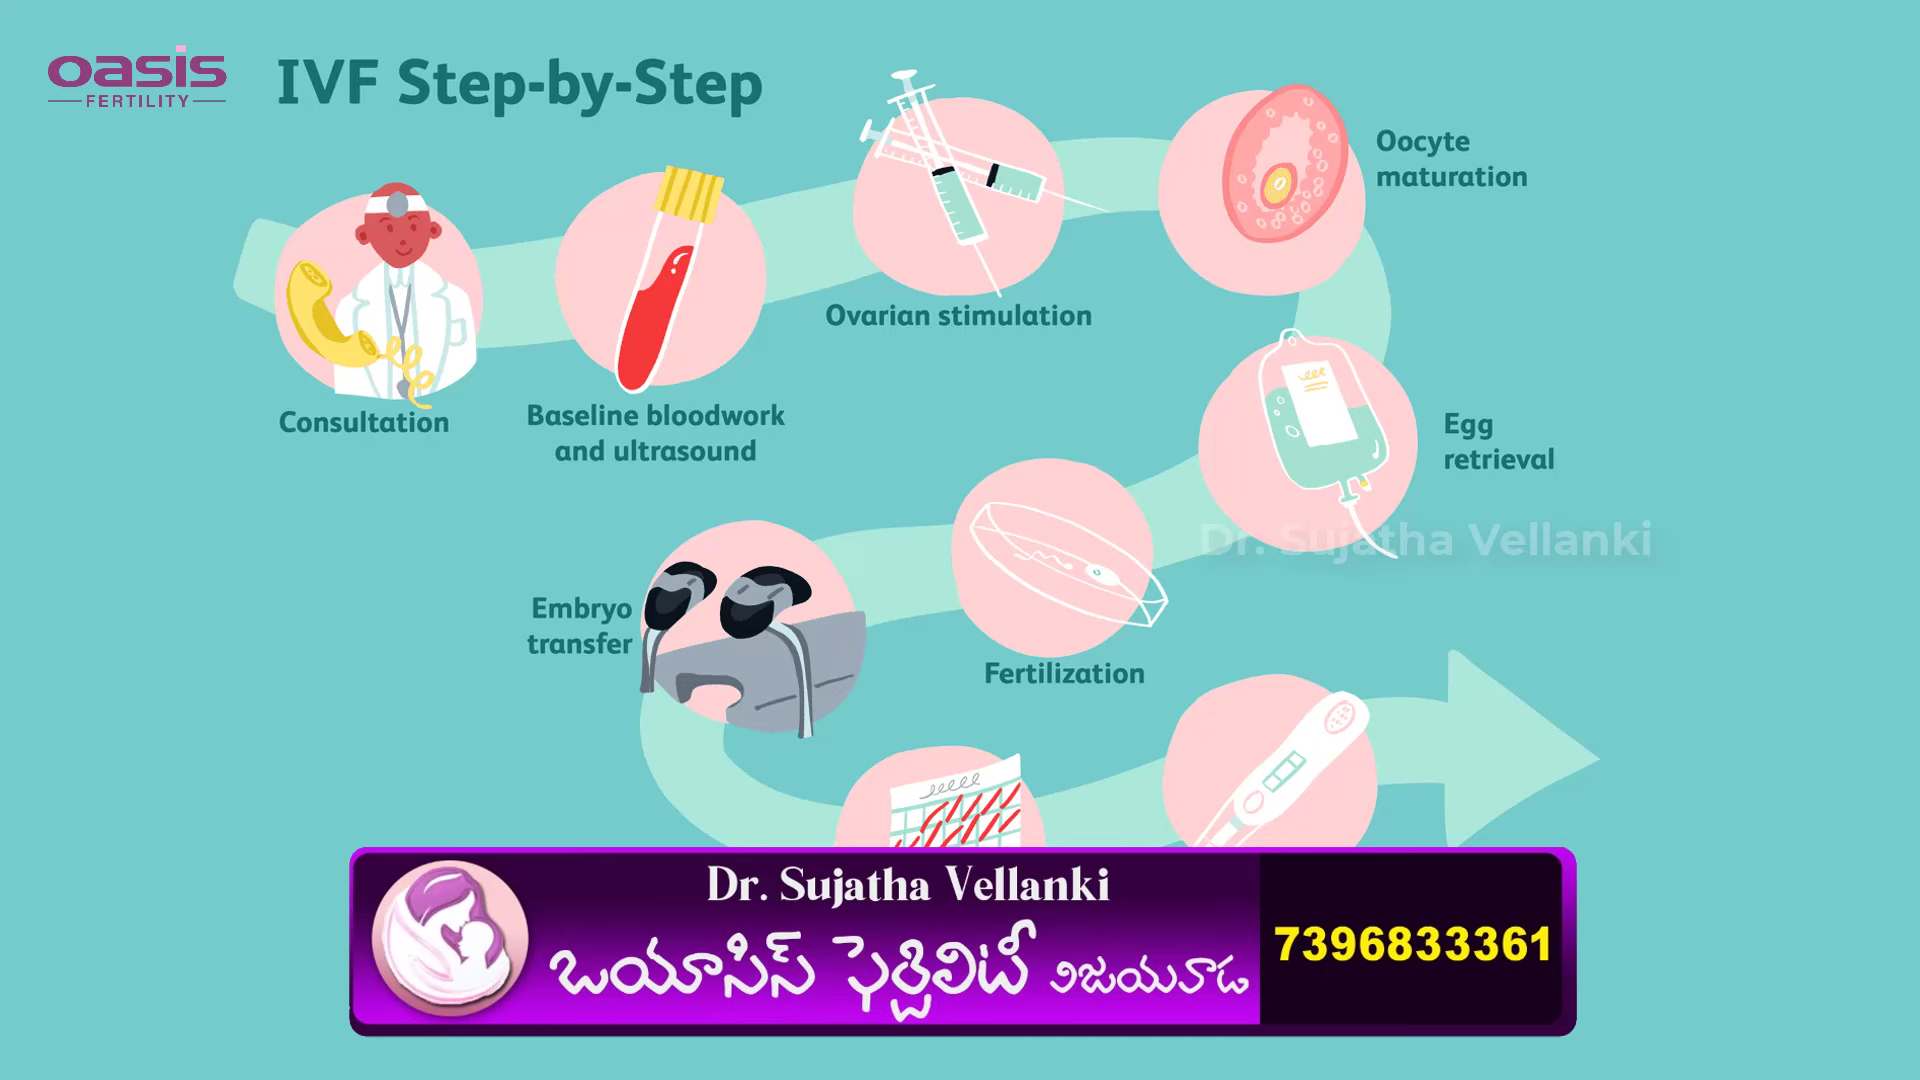 oasis
FERTILITY
IVF Step-by-Step
Oocyte
maturation
Ovarian stimulation
Consultation
Baseline bloodwork
and ultrasound
Egg
retrieval
Dr. Sujatha Vellanki
Embryo
transfer
Fertilization
Dr. Sujatha Vellanki
ఒయాసిస్ ఫెర్టిలిటీ విజయవాడ
7396833361